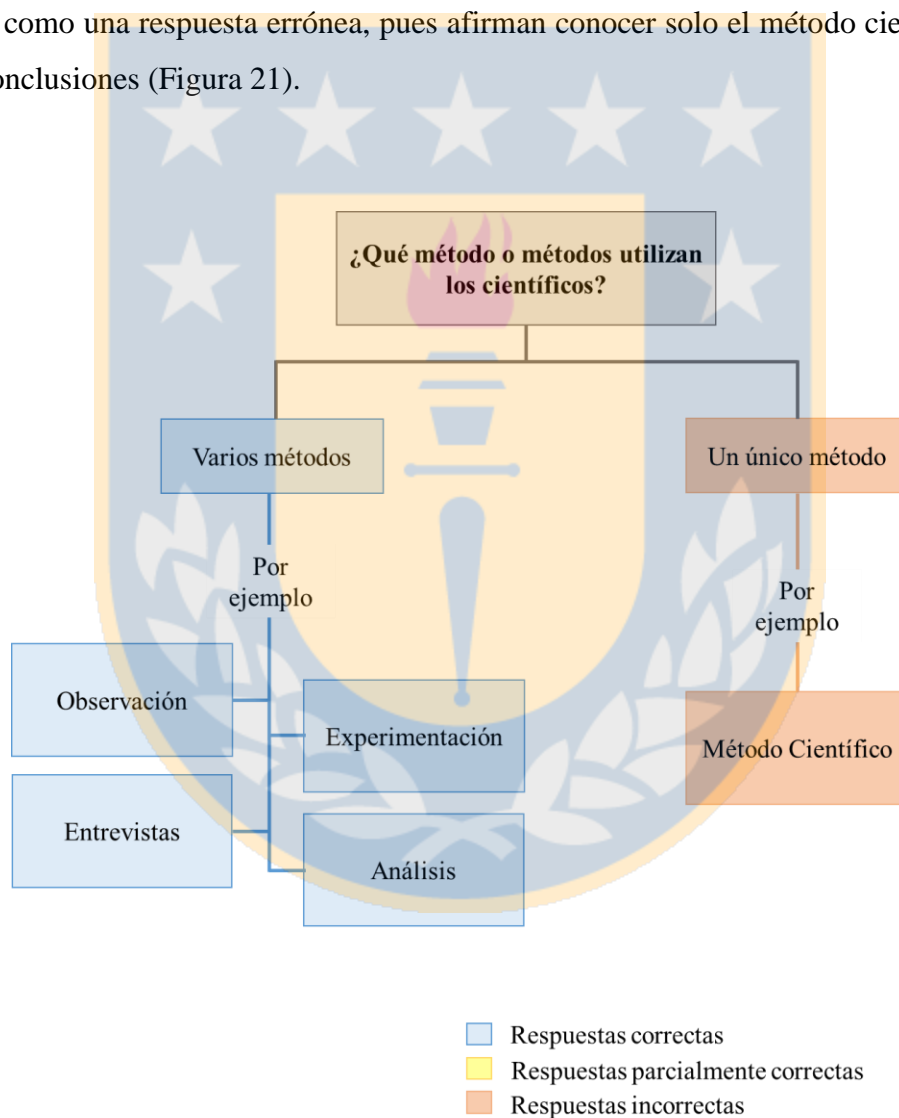 como una respuesta errónea, pues afirman conocer solo el método
(Figura 21).
¿Qué método o métodos utilizan
los científicos?
Varios métodos
Un único método
Por
ejemplo
Por
ejemplo
Observación
Experimentación
Método Científico
Entrevistas
Análisis
Respuestas correctas
Respuestas parcialmente correctas
Respuestas incorrectas